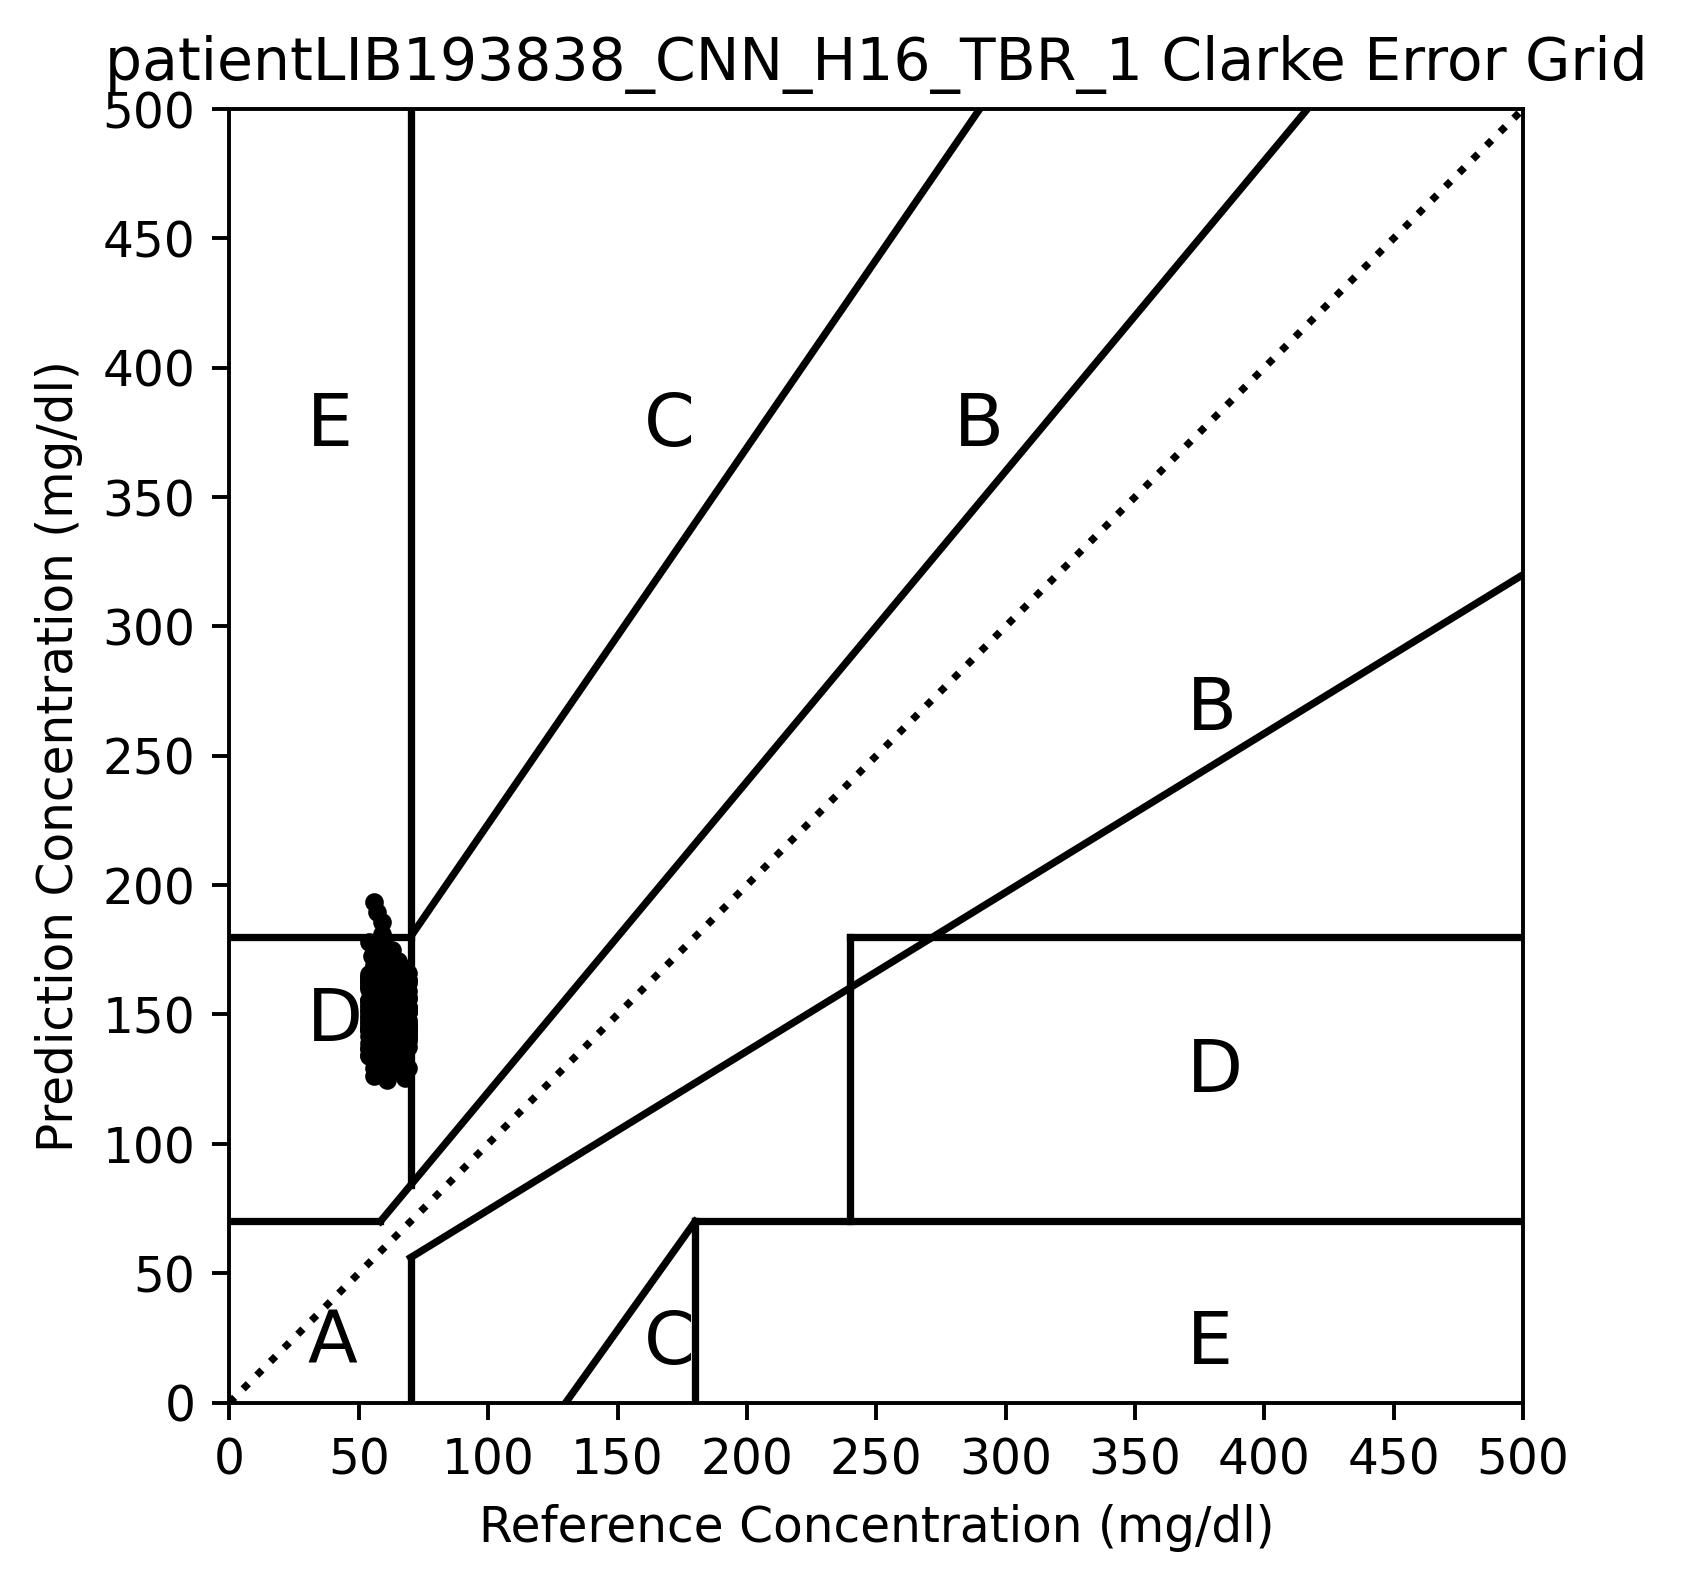 patientLIB193838_CNN_H16_TBR_1 Clarke Error Grid
Prediction Concentration (mg/dl)
500
450
400
350
300
250
200
150
100
50
0
E
C
B
B
D
D
A
C
E
0 50 100 150 200 250 300 350 400 450 500
Reference Concentration (mg/dl)